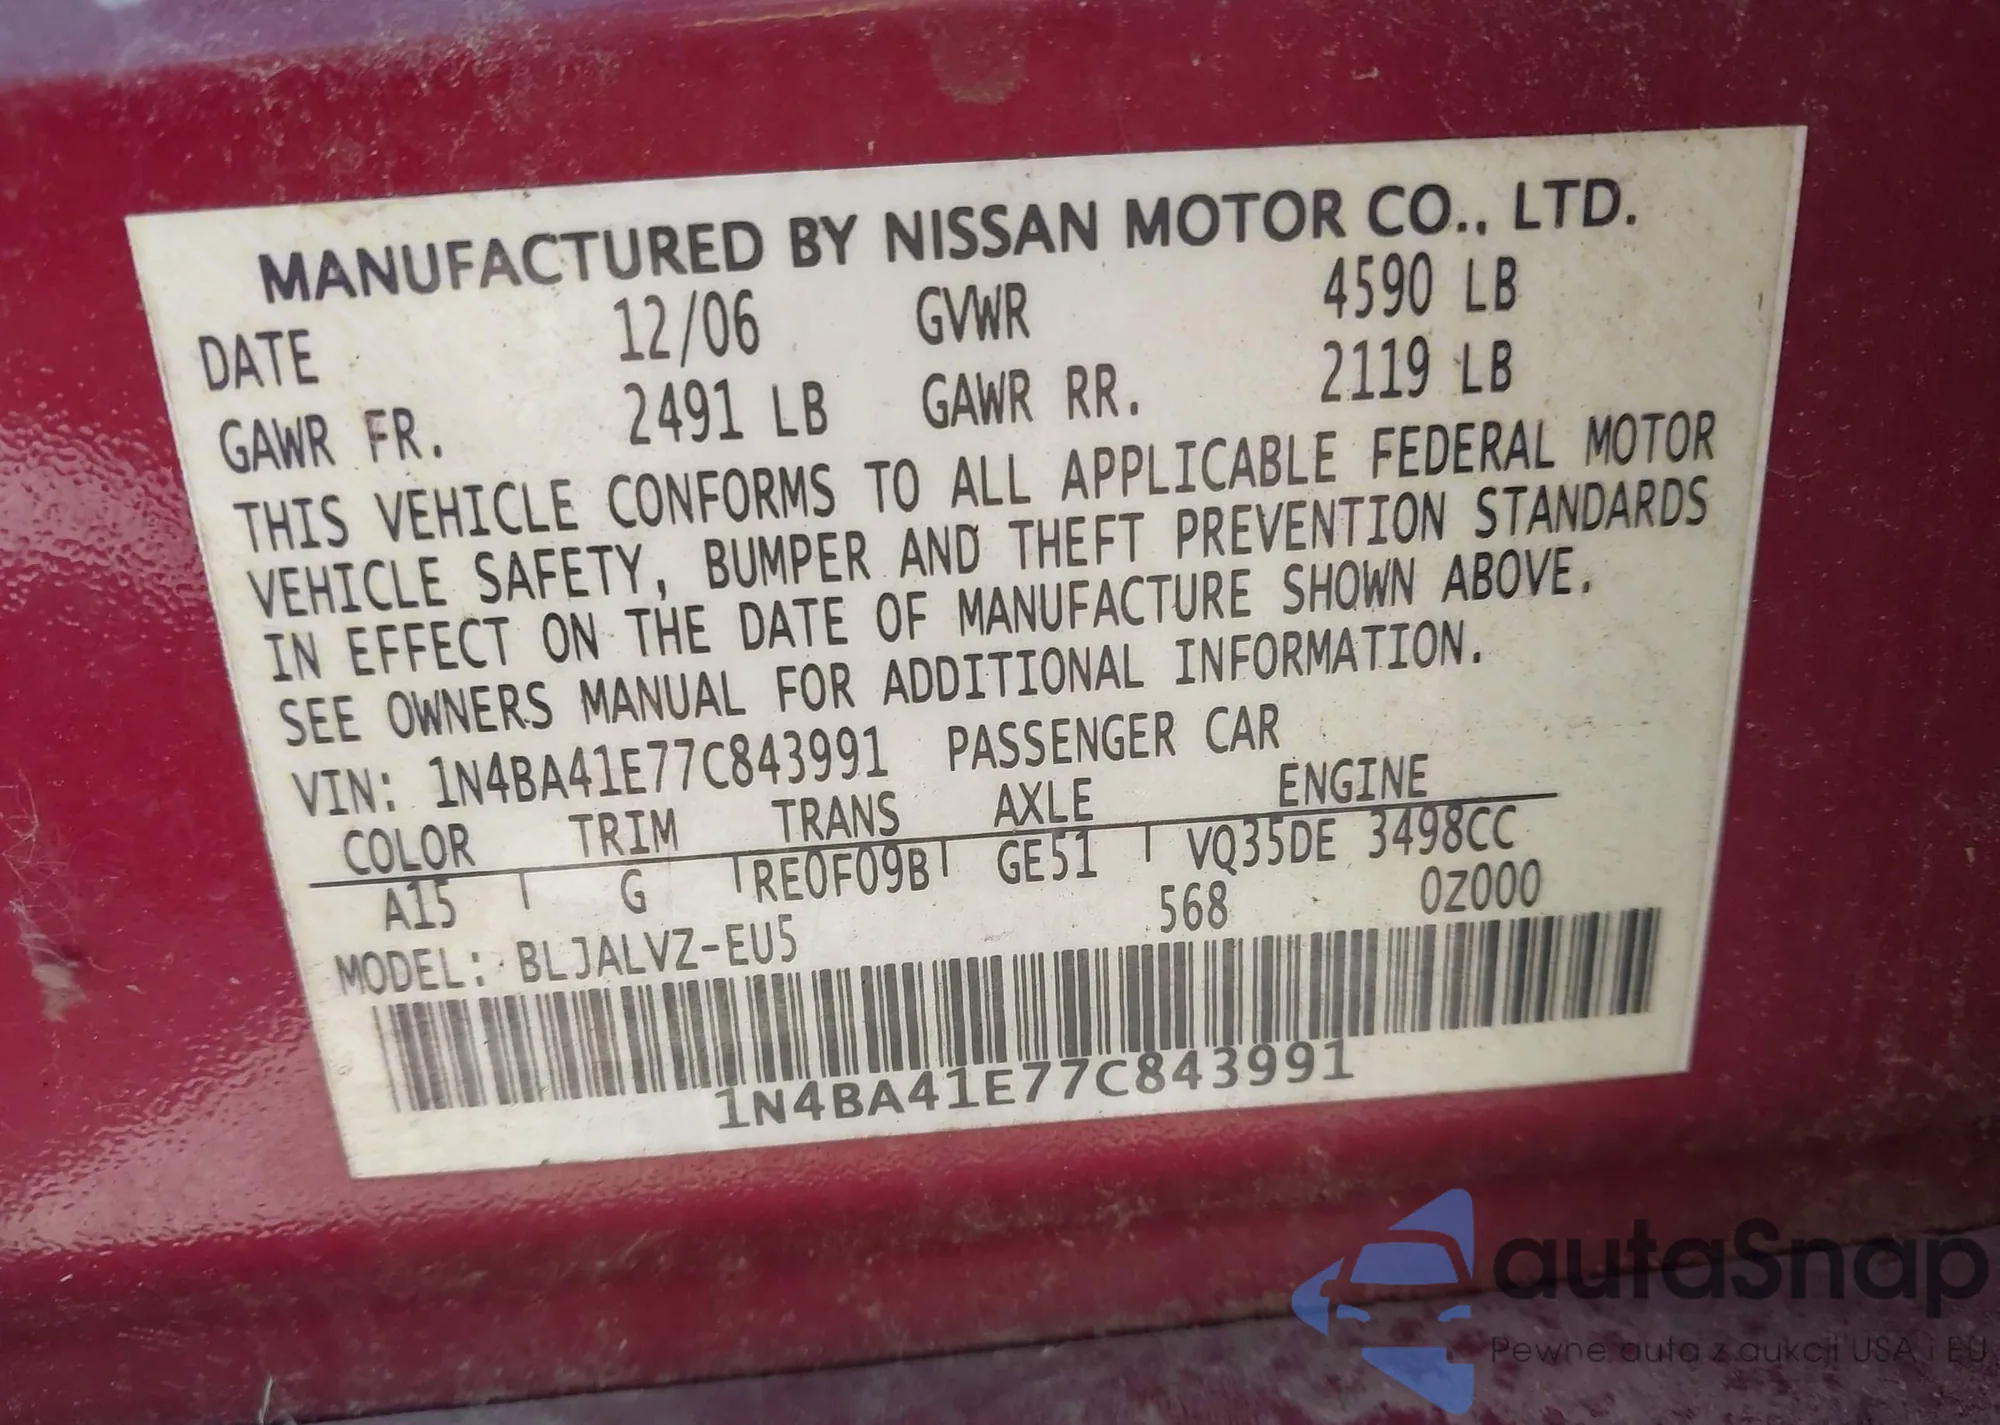 MANUFACTURED BY NISSAN MOTOR CO., LTD.
DATE 12/06 GVWR 4590 LB
GAWR FR. 2491 LB GAWR RR. 2119 LB
THIS VEHICLE CONFORMS TO ALL APPLICABLE FEDERAL MOTOR
VEHICLE SAFETY, BUMPER AND THEFT PREVENTION STANDARDS
IN EFFECT ON THE DATE OF MANUFACTURE SHOWN ABOVE.
SEE OWNERS MANUAL FOR ADDITIONAL INFORMATION.
VIN: 1N4BA41E77C843991 PASSENGER CAR
COLOR TRIM TRANS AXLE ENGINE
A15 G RE0F09B GE51 VQ35DE 3498CC
568 0Z000
MODEL: BLJALVZ-EU5
1N4BA41E77C843991
autaSnap
Pewne auta z aukcji USA i EU